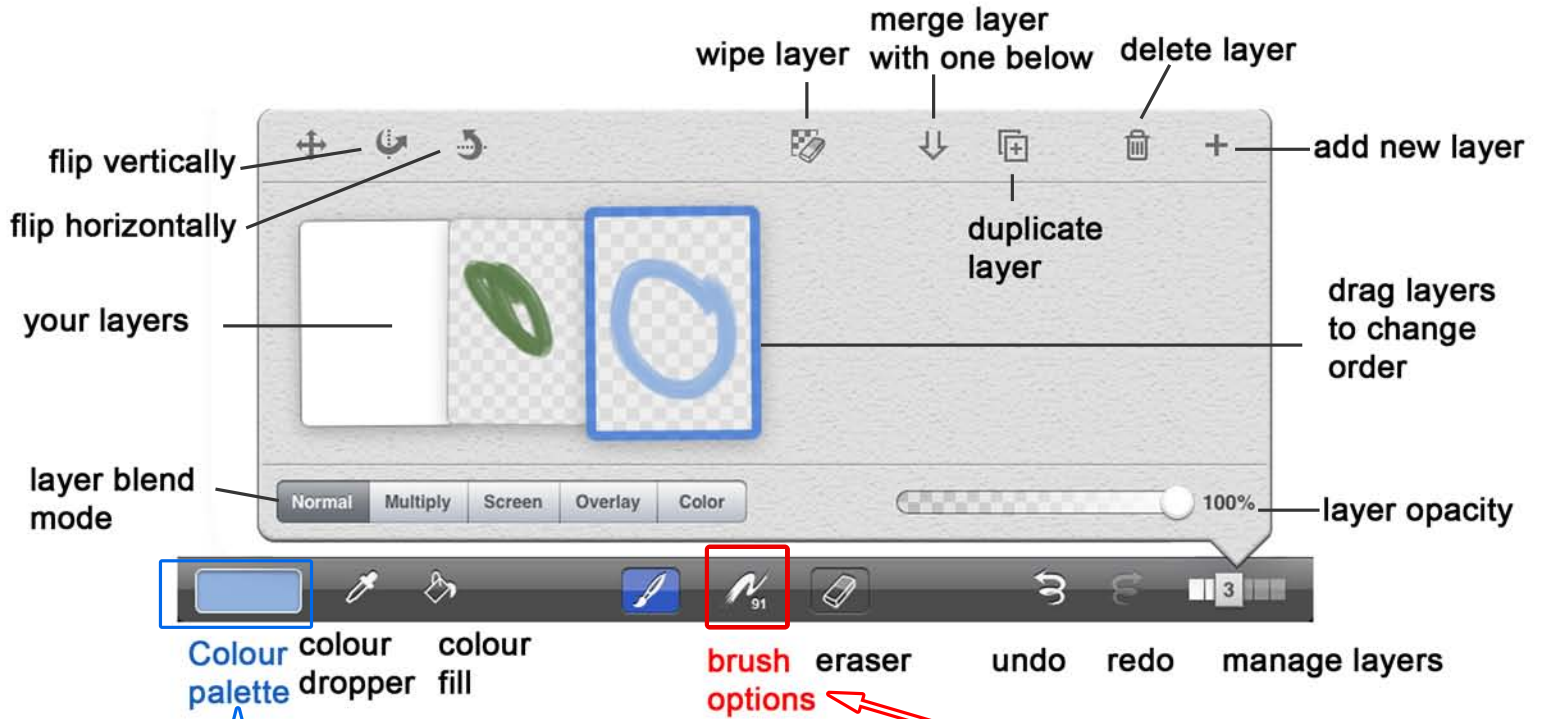 merge layer
with one below
wipe layer
delete layer
flip vertically
add new layer
flip horizontally
duplicate
layer
your layers
drag layers
to change
order
layer blend
mode
Normal
Multiply
Screen
Overlay
Color
100%
layer opacity
91
3
Colour
palette
colour
dropper
colour
fill
brush
options
eraser
undo
redo
manage layers